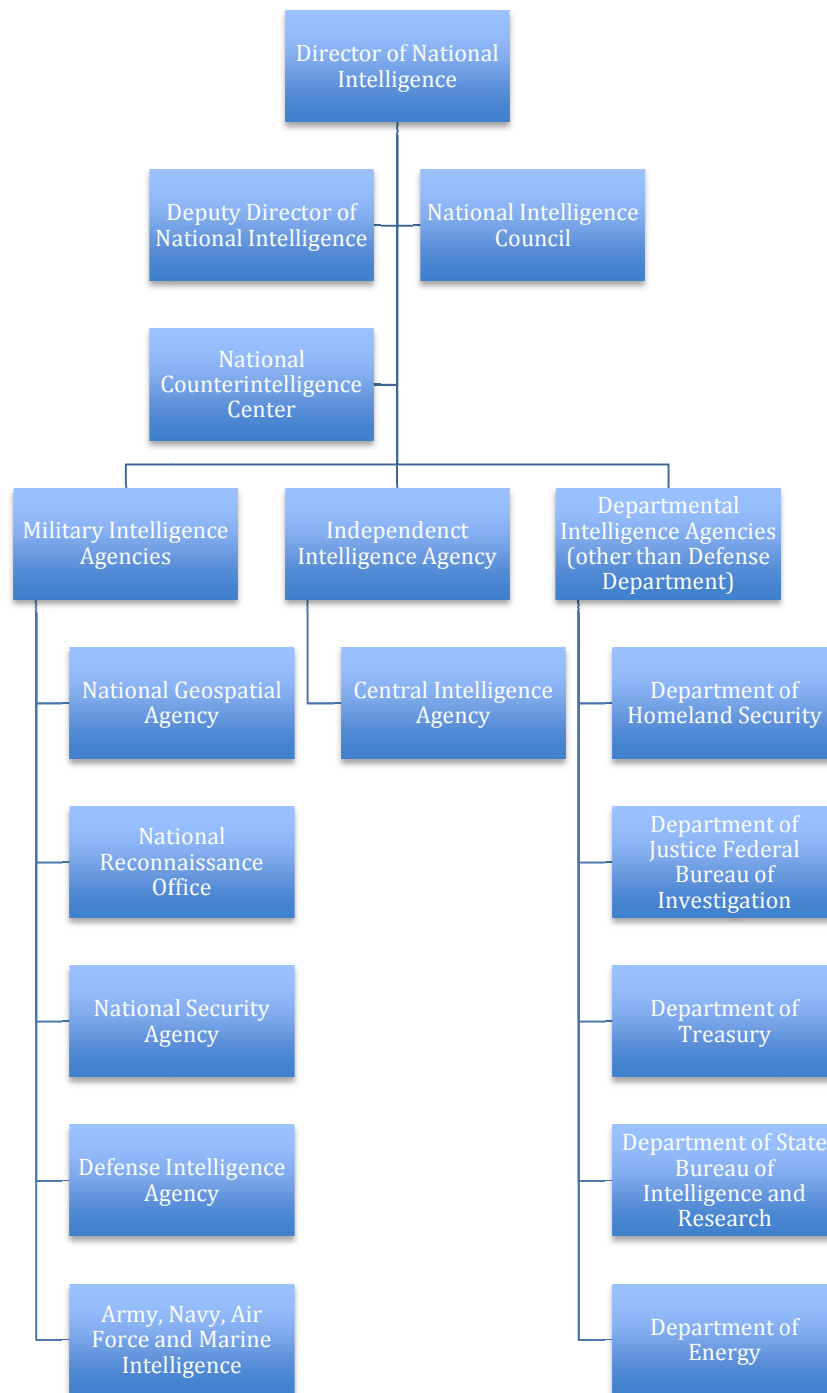 Director of National
Intelligence
Deputy Director of
National Intelligence
National Intelligence
Council
National
Counterintelligence
Center
Military Intelligence
Agencies
Independenct
Intelligence Agency
Departmental
Intelligence Agencies
(other than Defense
Department)
National Geospatial
Agency
National
Reconnaissance
Office
National Security
Agency
Defense Intelligence
Agency
Army, Navy, Air
Force and Marine
Intelligence
Central Intelligence
Agency
Department of
Homeland Security
Department of
Justice Federal
Bureau of
Investigation
Department of
Treasury
Department of State
Bureau of
Intelligence and
Research
Department of
Energy